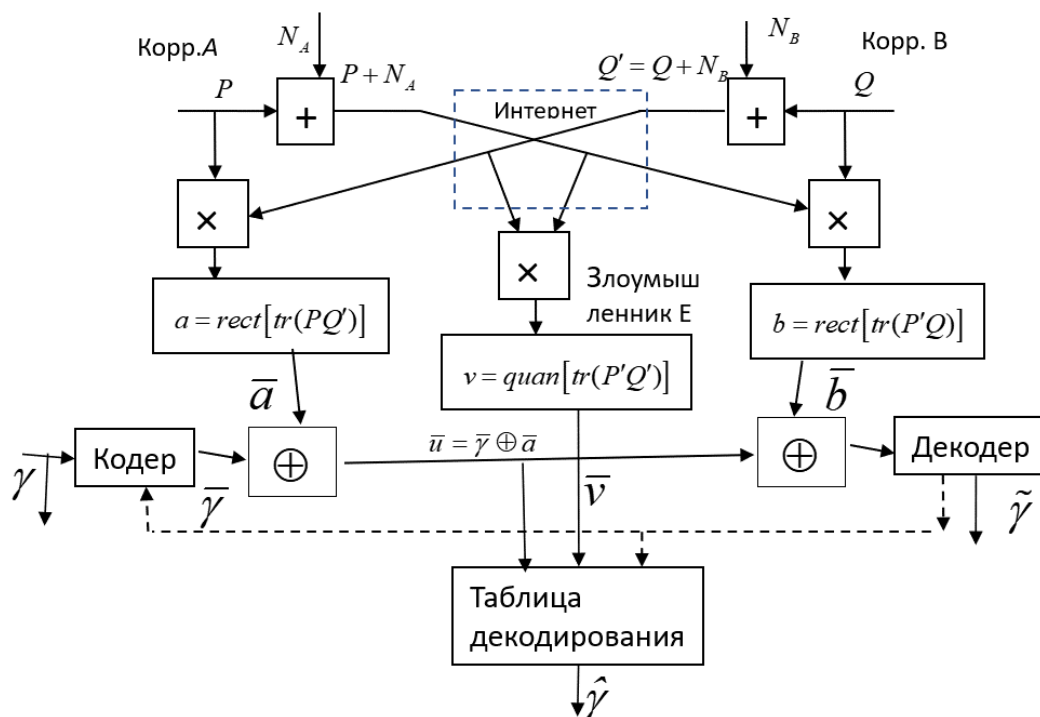 Корр.A
N_A
N_B
Корр. В
P
P + N_A
Q' = Q + N_B
Q
Интернет
+
+
×
×
×
a = rect[tr(PQ')]
Злоумыш
ленник Е
v = quan[tr(P'Q')]
b = rect[tr(P'Q)]
a̅
b̅
γ
Кодер
γ̅
⊕
u̅ = γ̅ ⊕ a̅
v̅
⊕
Декодер
γ̃
Таблица
декодирования
γ̂